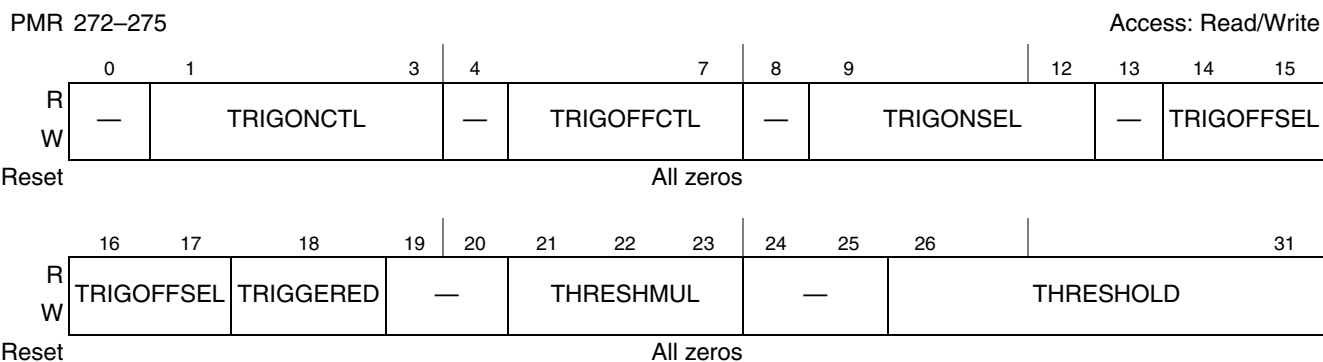 PMR 272–275 Access: Read/Write
0 1 3 4 7 8 9 12 13 14 15
R
W
— TRIGONCTL — TRIGOFFCTL — TRIGONSEL — TRIGOFFSEL
Reset All zeros
16 17 18 19 20 21 22 23 24 25 26 31
R
W
TRIGOFFSEL TRIGGERED — THRESHMUL — THRESHOLD
Reset All zeros